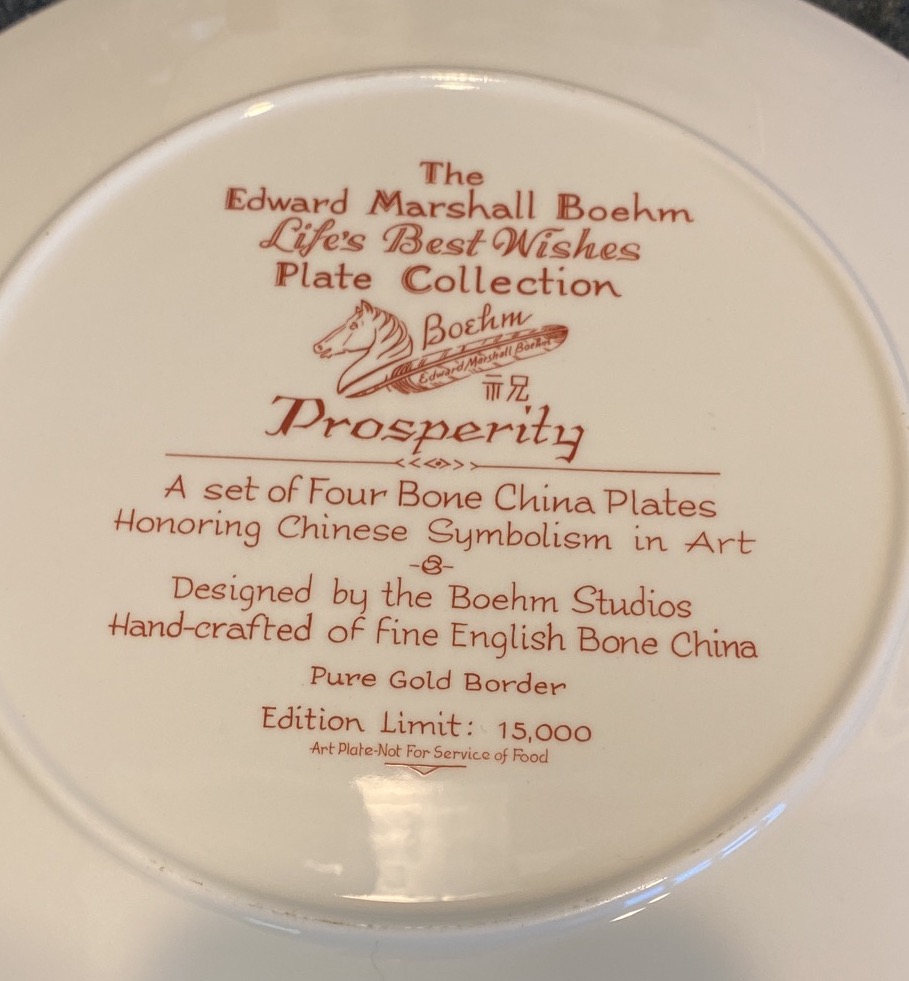 The
Edward Marshall Boehm
Life's Best Wishes
Plate Collection
Boehm
Edward Marshall Boehm
祝
Prosperity
A set of Four Bone China Plates
Honoring Chinese Symbolism in Art
Designed by the Boehm Studios
Hand-crafted of fine English Bone China
Pure Gold Border
Edition Limit: 15,000
Art Plate-Not For Service of Food